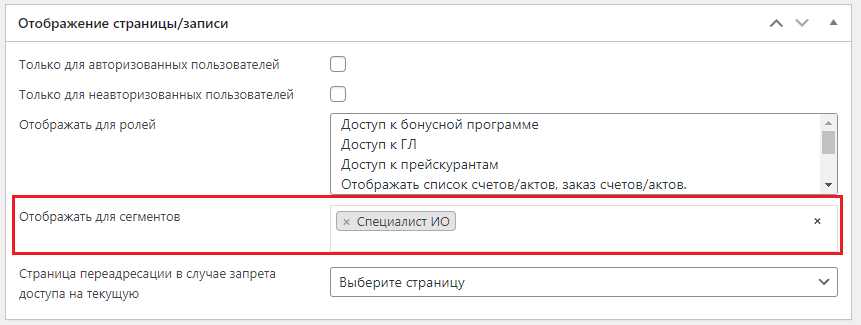 Отображение страницы/записи
Только для авторизованных пользователей
Только для неавторизованных пользователей
Отображать для ролей
Доступ к бонусной программе
Доступ к ГЛ
Доступ к прейскурантам
Отображать список счетов/актов, заказ счетов/актов.
Отображать для сегментов
× Специалист ИО ×
Страница переадресации в случае запрета
доступа на текущую
Выберите страницу